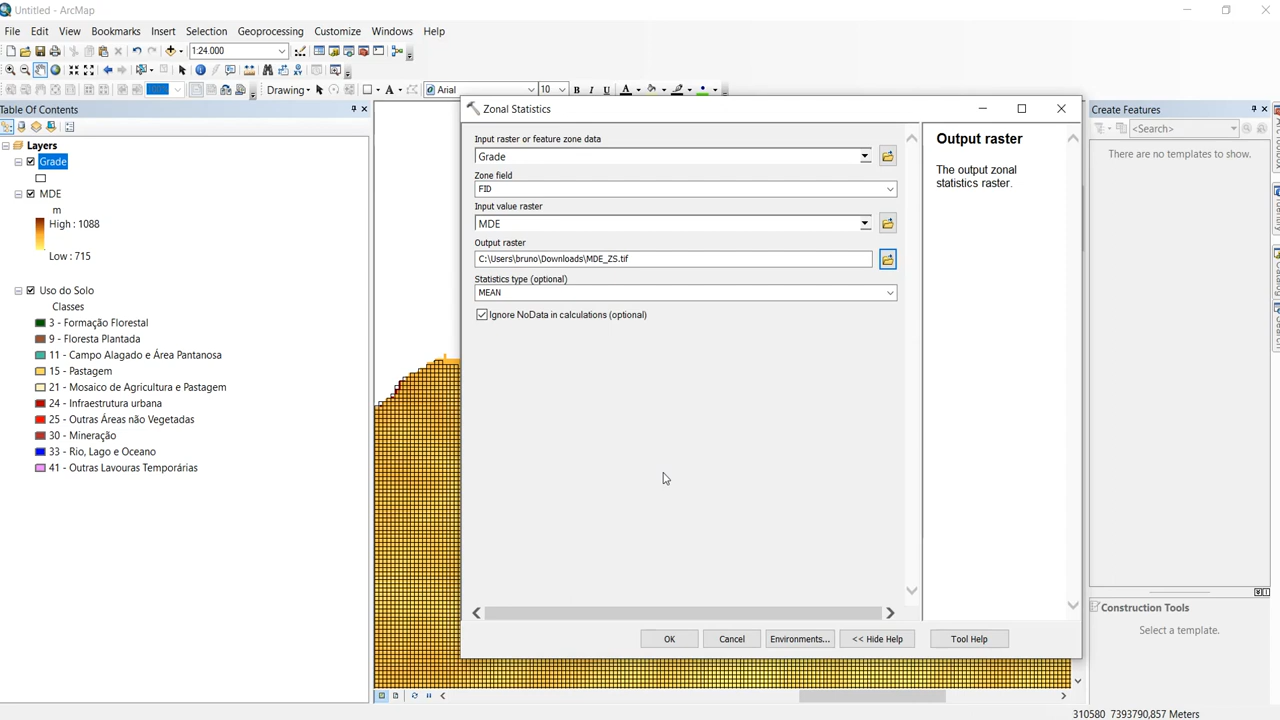 Untitled - ArcMap
File Edit View Bookmarks Insert Selection Geoprocessing Customize Windows Help
1:24.000
100%
Drawing
Arial
10
B I U A
Table Of Contents
Layers
Grade
MDE
m
High : 1088
Low : 715
Uso do Solo
Classes
3 - Formação Florestal
9 - Floresta Plantada
11 - Campo Alagado e Área Pantanosa
15 - Pastagem
21 - Mosaico de Agricultura e Pastagem
24 - Infraestrutura urbana
25 - Outras Áreas não Vegetadas
30 - Mineração
33 - Rio, Lago e Oceano
41 - Outras Lavouras Temporárias
Zonal Statistics
Input raster or feature zone data
Grade
Zone field
FID
Input value raster
MDE
Output raster
C:\Users\bruno\Downloads\MDE_ZS.tif
Statistics type (optional)
MEAN
Ignore NoData in calculations (optional)
OK Cancel Environments... << Hide Help Tool Help
Output raster
The output zonal
statistics raster.
Create Features
<Search>
There are no templates to show.
Construction Tools
Select a template.
310580 7393790,857 Meters